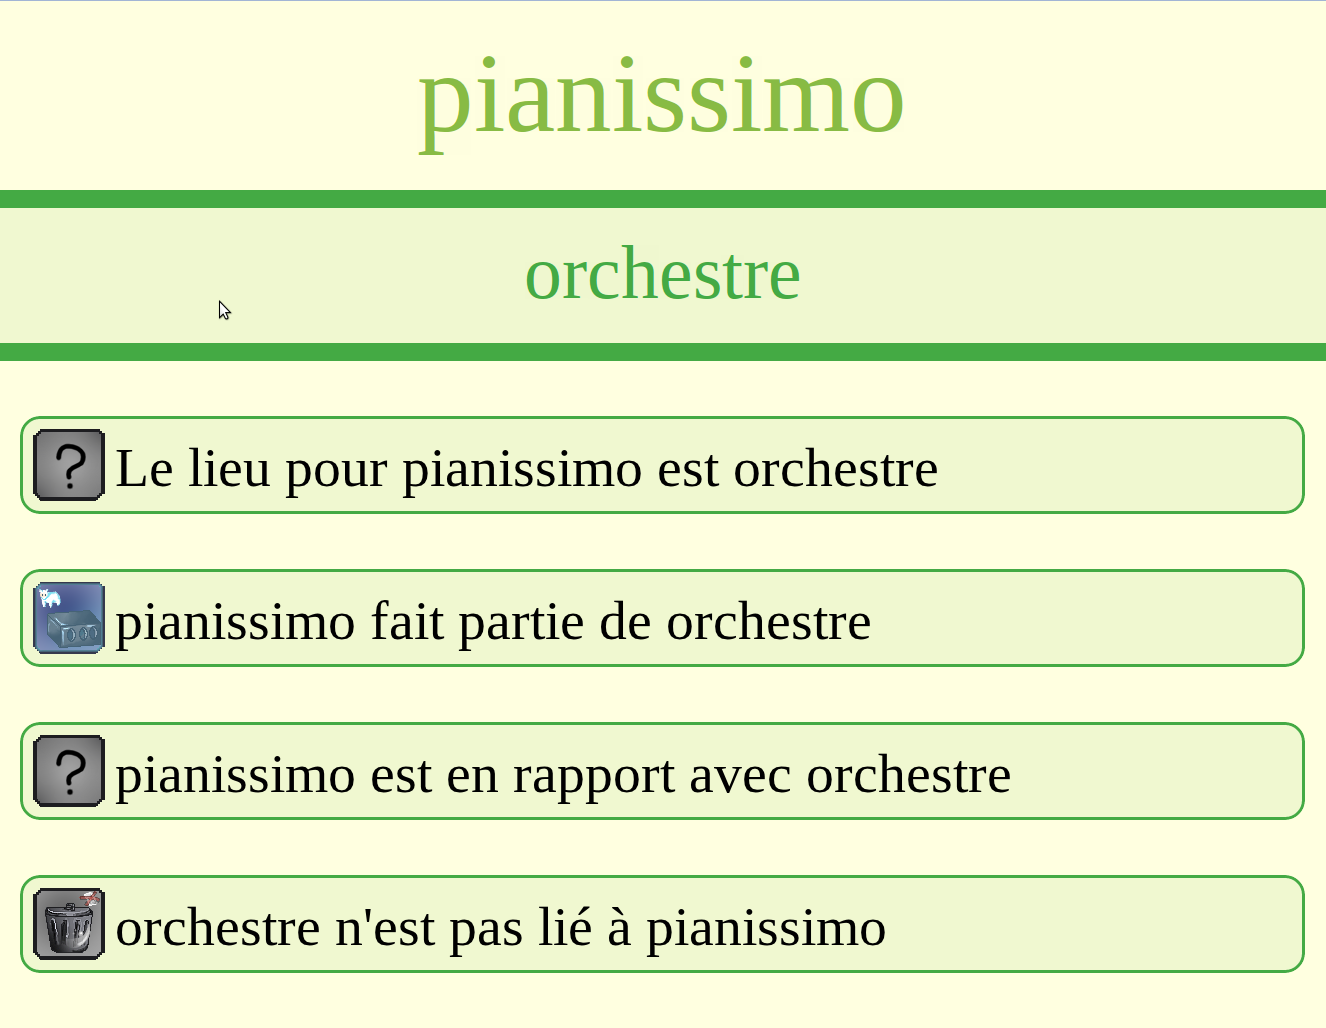 pianissimo
orchestre
? Le lieu pour pianissimo est orchestre
pianissimo fait partie de orchestre
? pianissimo est en rapport avec orchestre
orchestre n'est pas lié à pianissimo